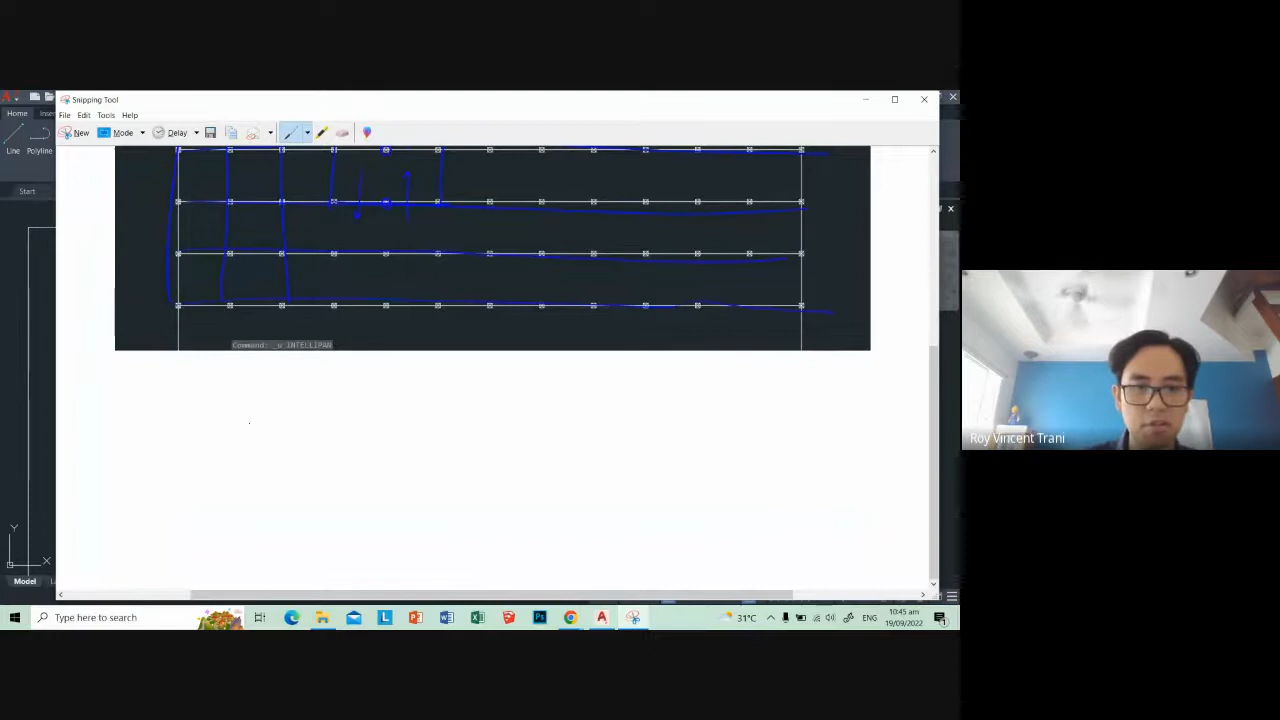 Snipping Tool
File Edit Tools Help
New Mode Delay
Home Inser
Line Polyline
Start
Command: _u INTELLIPAN
Y
X
Model
Roy Vincent Trani
Type here to search
31°C ENG 10:45 am
19/09/2022